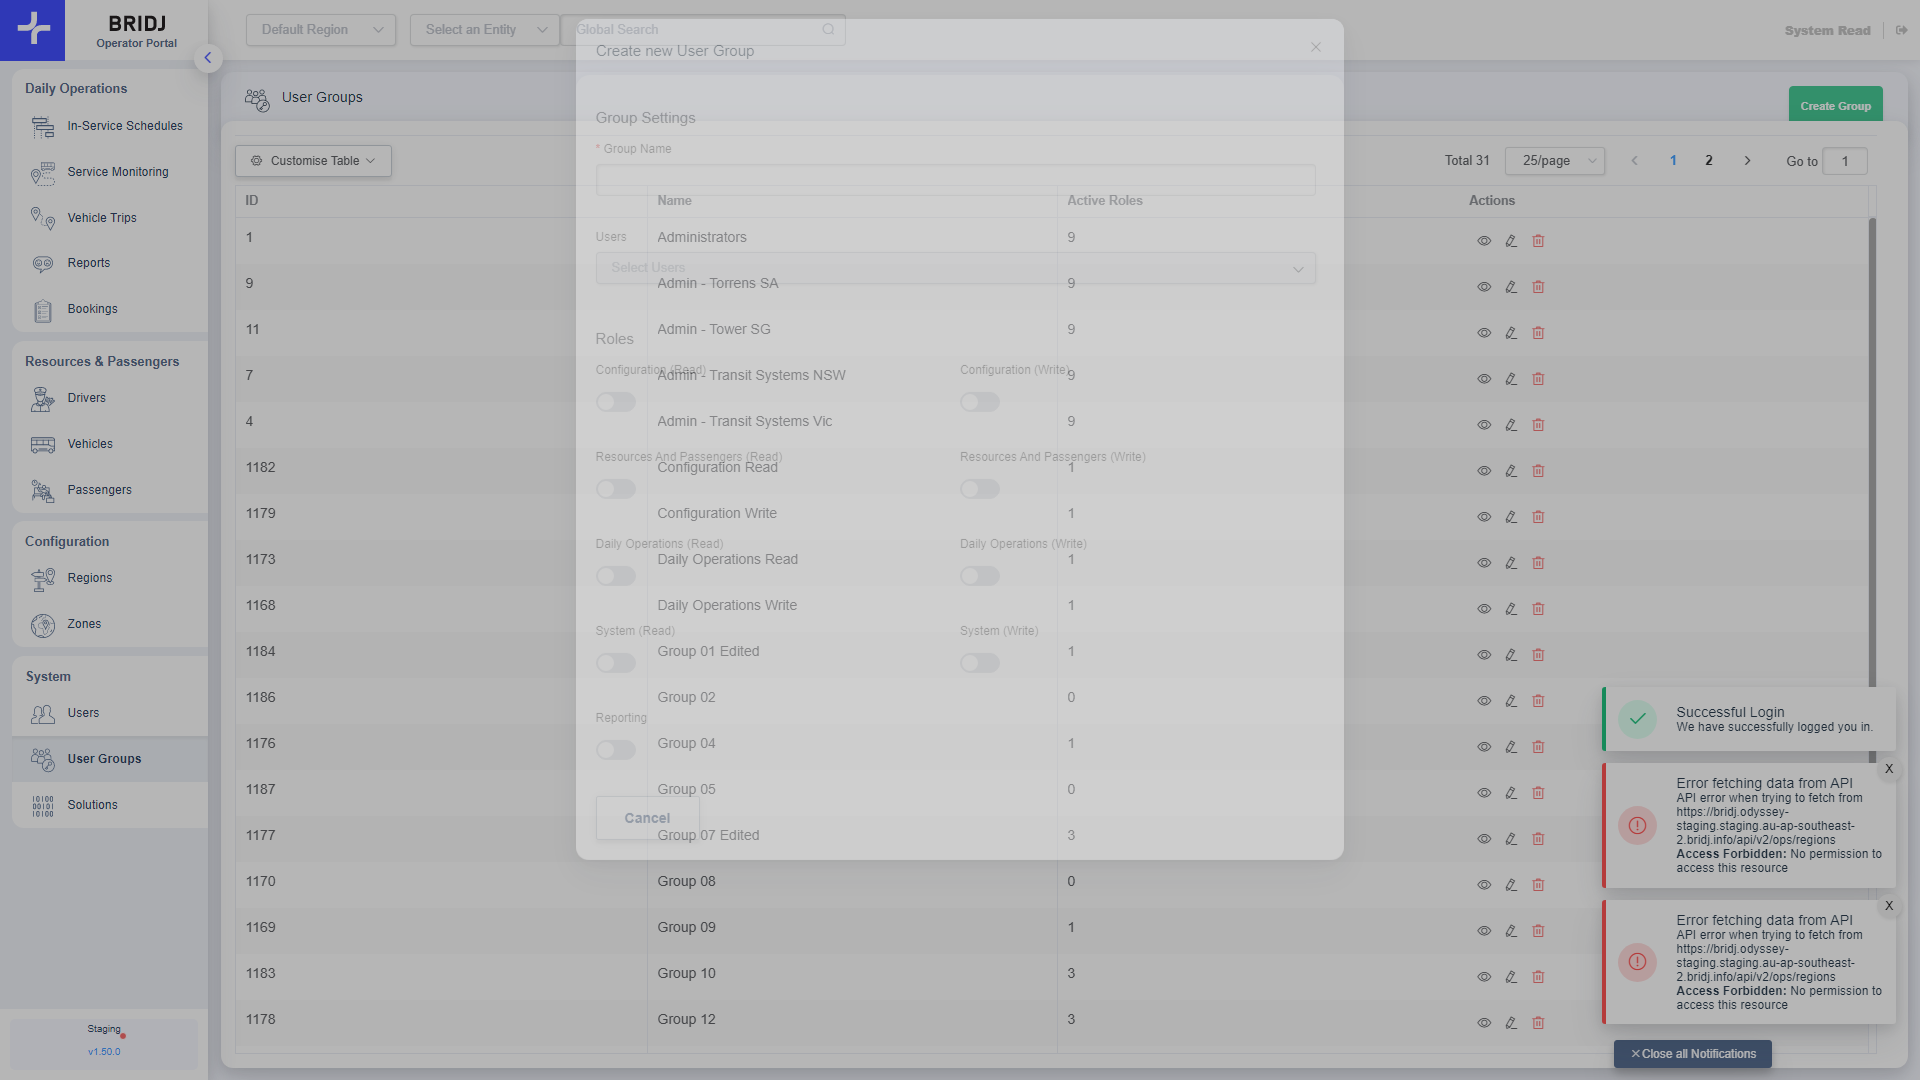 BRIDJ
Operator Portal
Default Region
Select an Entity
Global Search
System Read
Daily Operations
In-Service Schedules
Service Monitoring
Vehicle Trips
Reports
Bookings
Resources & Passengers
Drivers
Vehicles
Passengers
Configuration
Regions
Zones
System
Users
User Groups
Solutions
Staging
v1.50.0
User Groups
Create Group
Customise Table
Total 31
25/page
1
2
Go to
1
ID Name Active Roles Actions
1 Administrators 9
9 Admin - Torrens SA 9
11 Admin - Tower SG 9
7 Admin - Transit Systems NSW 9
4 Admin - Transit Systems Vic 9
1182 Configuration Read 1
1179 Configuration Write 1
1173 Daily Operations Read 1
1168 Daily Operations Write 1
1184 Group 01 Edited 1
1186 Group 02 0
1176 Group 04 1
1187 Group 05 0
1177 Group 07 Edited 3
1170 Group 08 0
1169 Group 09 1
1183 Group 10 3
1178 Group 12 3
Create new User Group
Group Settings
* Group Name
Users
Select Users
Roles
Configuration (Read)
Configuration (Write)
Resources And Passengers (Read)
Resources And Passengers (Write)
Daily Operations (Read)
Daily Operations (Write)
System (Read)
System (Write)
Reporting
Cancel
Successful Login
We have successfully logged you in.
X
Error fetching data from API
API error when trying to fetch from
https://bridj.odyssey-
staging.staging.au-ap-southeast-
2.bridj.info/api/v2/ops/regions
Access Forbidden: No permission to
access this resource
X
Error fetching data from API
API error when trying to fetch from
https://bridj.odyssey-
staging.staging.au-ap-southeast-
2.bridj.info/api/v2/ops/regions
Access Forbidden: No permission to
access this resource
Close all Notifications